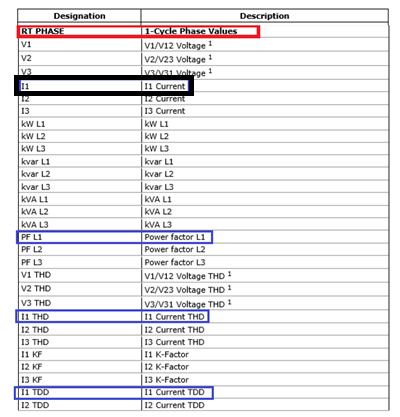 Designation Description
RT PHASE 1-Cycle Phase Values
V1 V1/V12 Voltage 1
V2 V2/V23 Voltage 1
V3 V3/V31 Voltage 1
I1 I1 Current
I2 I2 Current
I3 I3 Current
kW L1 kW L1
kW L2 kW L2
kW L3 kW L3
kvar L1 kvar L1
kvar L2 kvar L2
kvar L3 kvar L3
kVA L1 kVA L1
kVA L2 kVA L2
kVA L3 kVA L3
PF L1 Power factor L1
PF L2 Power factor L2
PF L3 Power factor L3
V1 THD V1/V12 Voltage THD 1
V2 THD V2/V23 Voltage THD 1
V3 THD V3/V31 Voltage THD 1
I1 THD I1 Current THD
I2 THD I2 Current THD
I3 THD I3 Current THD
I1 KF I1 K-Factor
I2 KF I2 K-Factor
I3 KF I3 K-Factor
I1 TDD I1 Current TDD
I2 TDD I2 Current TDD